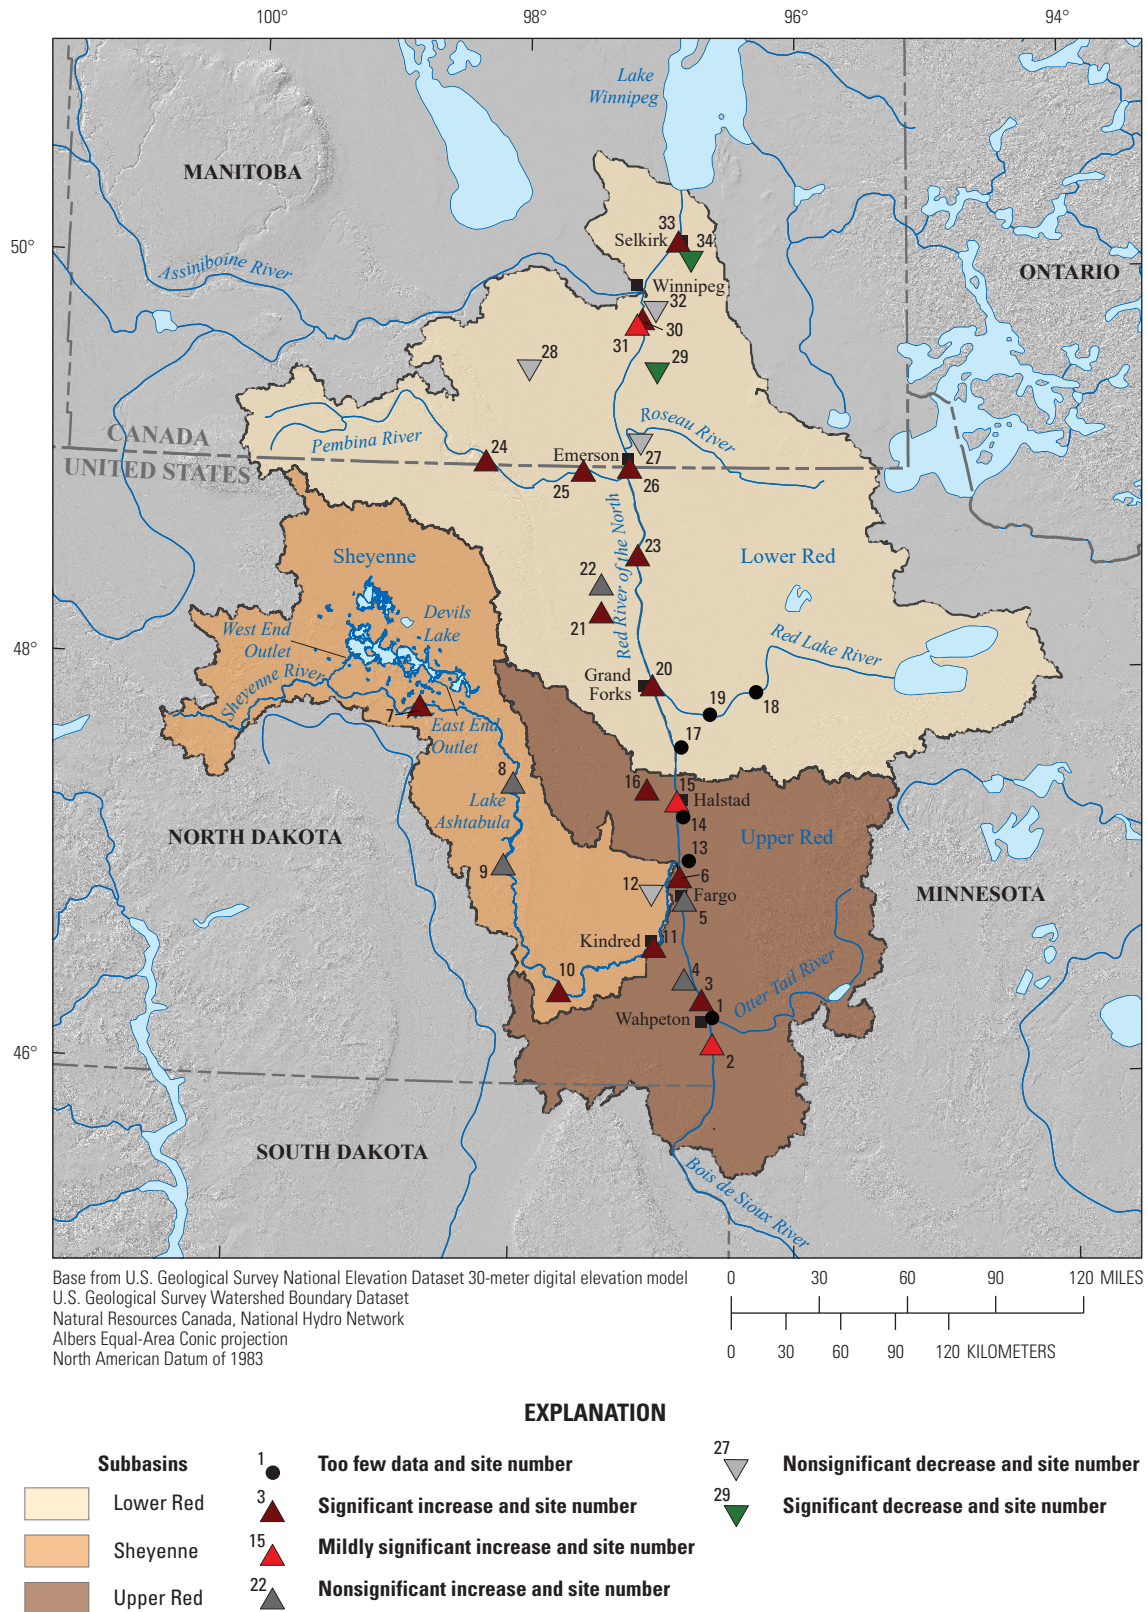 100°
98°
96°
94°
Lake
Winnipeg
MANITOBA
33
Selkirk
34
50°
Assiniboine River
ONTARIO
Winnipeg
32
30
31
28
29
Roseau River
CANADA
Pembina River
UNITED STATES
24
Emerson
27
25
26
Red River of the North
23
Sheyenne
Lower Red
22
21
Devils
Lake
West End
Outlet
48°
Red Lake River
Sheyenne River
Grand
Forks
20
19
18
7
East End
Outlet
17
8
16
15
Halstad
Lake
Ashtabula
14
NORTH DAKOTA
Upper Red
13
9
12
6
Fargo
MINNESOTA
5
Kindred
11
10
4
3
Otter Tail River
1
Wahpeton
46°
2
SOUTH DAKOTA
Bois de Sioux River
Base from U.S. Geological Survey National Elevation Dataset 30-meter digital elevation model
U.S. Geological Survey Watershed Boundary Dataset
Natural Resources Canada, National Hydro Network
Albers Equal-Area Conic projection
North American Datum of 1983
0 30 60 90 120 MILES
0 30 60 90 120 KILOMETERS
EXPLANATION
Subbasins
Lower Red
Sheyenne
Upper Red
1 Too few data and site number
3 Significant increase and site number
15 Mildly significant increase and site number
22 Nonsignificant increase and site number
27 Nonsignificant decrease and site number
29 Significant decrease and site number